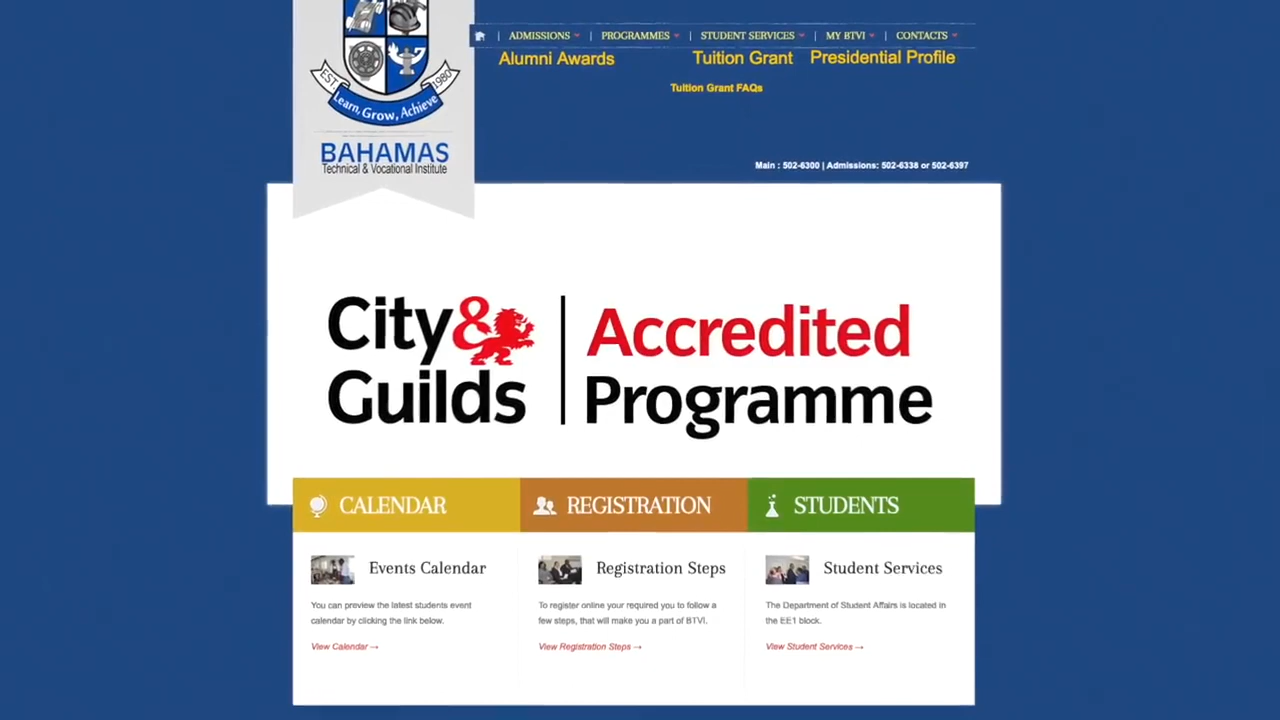 ADMISSIONS | PROGRAMMES | STUDENT SERVICES | MY BTVI | CONTACTS
Alumni Awards Tuition Grant Presidential Profile
Tuition Grant FAQs
EST. 1980
Learn, Grow, Achieve
BAHAMAS
Technical & Vocational Institute
Main : 502-6300 | Admissions: 502-6338 or 502-6397
City & Guilds
Accredited
Programme
CALENDAR
Events Calendar
You can preview the latest students event
calendar by clicking the link below.
View Calendar →
REGISTRATION
Registration Steps
To register online your required you to follow a
few steps, that will make you a part of BTVI.
View Registration Steps →
STUDENTS
Student Services
The Department of Student Affairs is located in
the EE1 block.
View Student Services →